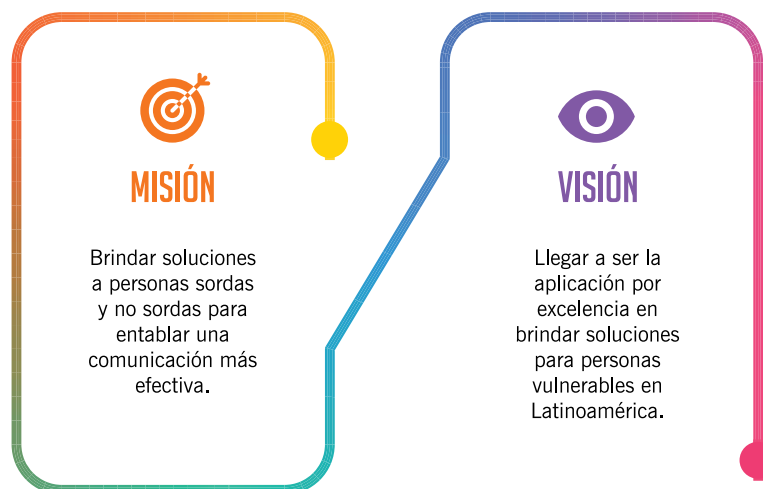 MISIÓN
Brindar soluciones
a personas sordas
y no sordas para
entablar una
comunicación más
efectiva.
VISIÓN
Llegar a ser la
aplicación por
excelencia en
brindar soluciones
para personas
vulnerables en
Latinoamérica.